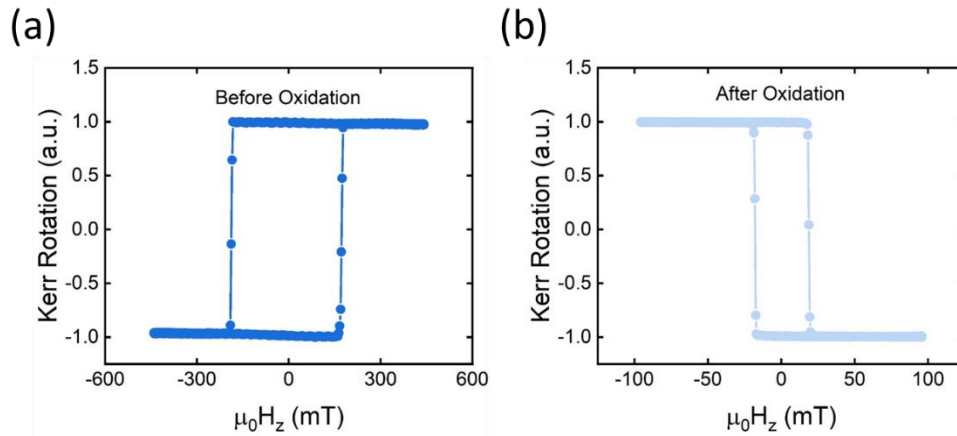 (a)
(b)
Before Oxidation
After Oxidation
Kerr Rotation (a.u.)
1.5
1.0
0.5
0.0
-0.5
-1.0
-600
-300
0
300
600
μ₀H_z (mT)
Kerr Rotation (a.u.)
1.5
1.0
0.5
0.0
-0.5
-1.0
-100
-50
0
50
100
μ₀H_z (mT)